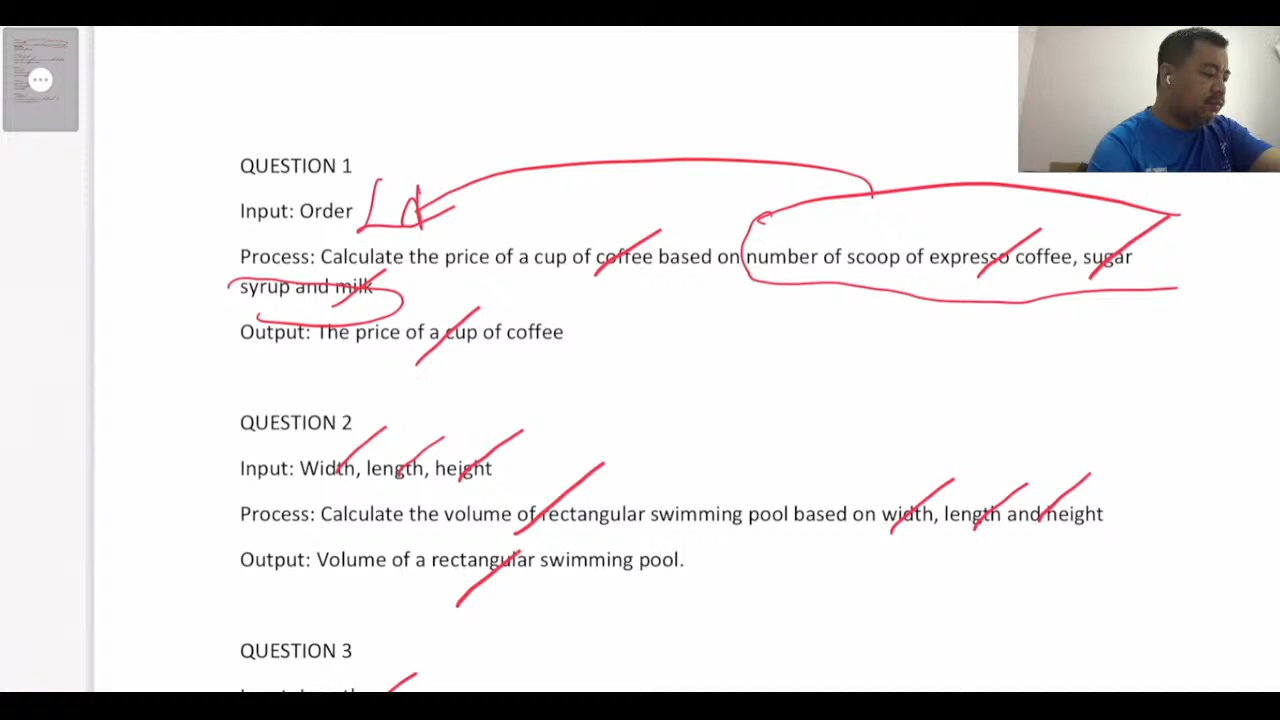 QUESTION 1
Input: Order
Process: Calculate the price of a cup of coffee based on number of scoop of expresso coffee, sugar
syrup and milk
Output: The price of a cup of coffee
QUESTION 2
Input: Width, length, height
Process: Calculate the volume of rectangular swimming pool based on width, length and height
Output: Volume of a rectangular swimming pool.
QUESTION 3